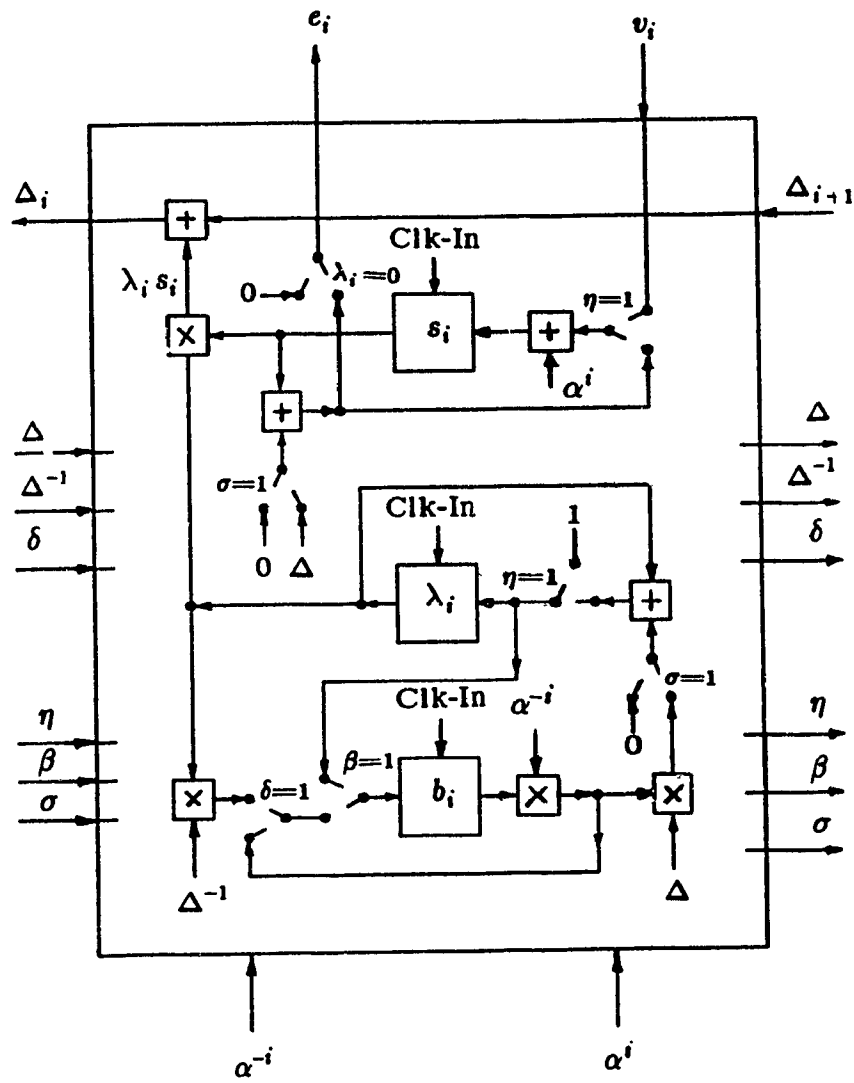 e_i v_i
Δ_i Δ_{i+1}
Clk-In
λ_i s_i 0 λ_i=0 η=1
× s_i +
α^i
Δ + Δ
Δ^{-1} σ=1 Δ^{-1}
δ 0 Δ Clk-In 1 δ
λ_i η=1 +
σ=1
η Clk-In α^{-i} 0 η
β × δ=1 β=1 b_i × × β
σ σ
Δ^{-1} Δ
α^{-i} α^i